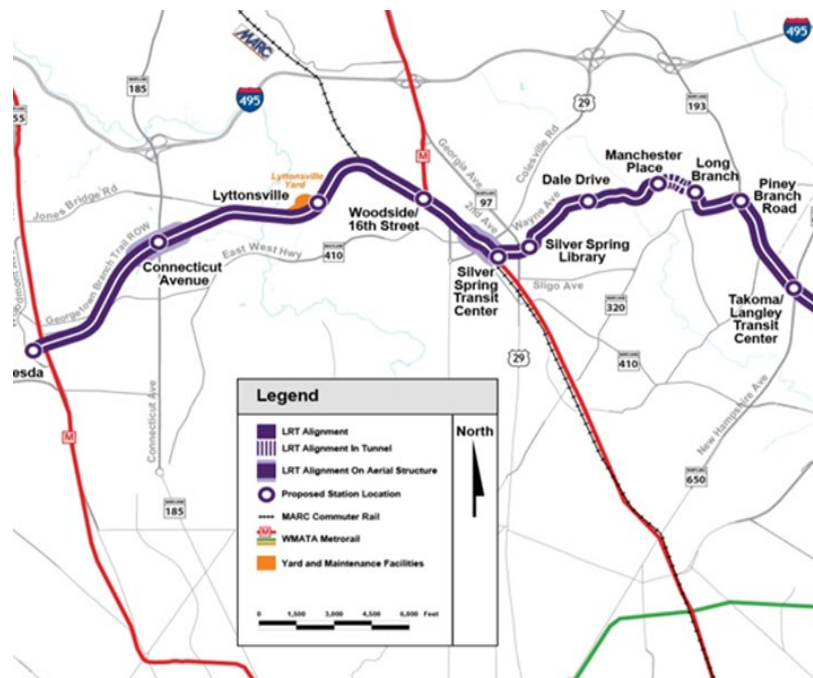 MARC
MARYLAND
185
495
495
29
MARYLAND
193
55
Jones Bridge Rd
Lyttonsville
Lyttonsville
Yard
Georgia Ave
Colesville Rd
Manchester
Place
Long
Branch
M
97
Dale Drive
Piney
Branch
Road
Woodside/
16th Street
2nd Ave
Wayne Ave
Georgetown Branch Trail ROW
East West Hwy
410
Connecticut
Avenue
Silver Spring
Library
Silver
Spring
Transit
Center
Sligo Ave
320
Takoma/
Langley
Transit
Center
esda
29
410
M
Connecticut Ave
New Hampshire Ave
650
185
Legend
LRT Alignment
LRT Alignment In Tunnel
LRT Alignment On Aerial Structure
Proposed Station Location
MARC Commuter Rail
M
WMATA Metrorail
Yard and Maintenance Facilities
0 1,500 3,000 4,500 6,000 Feet
North